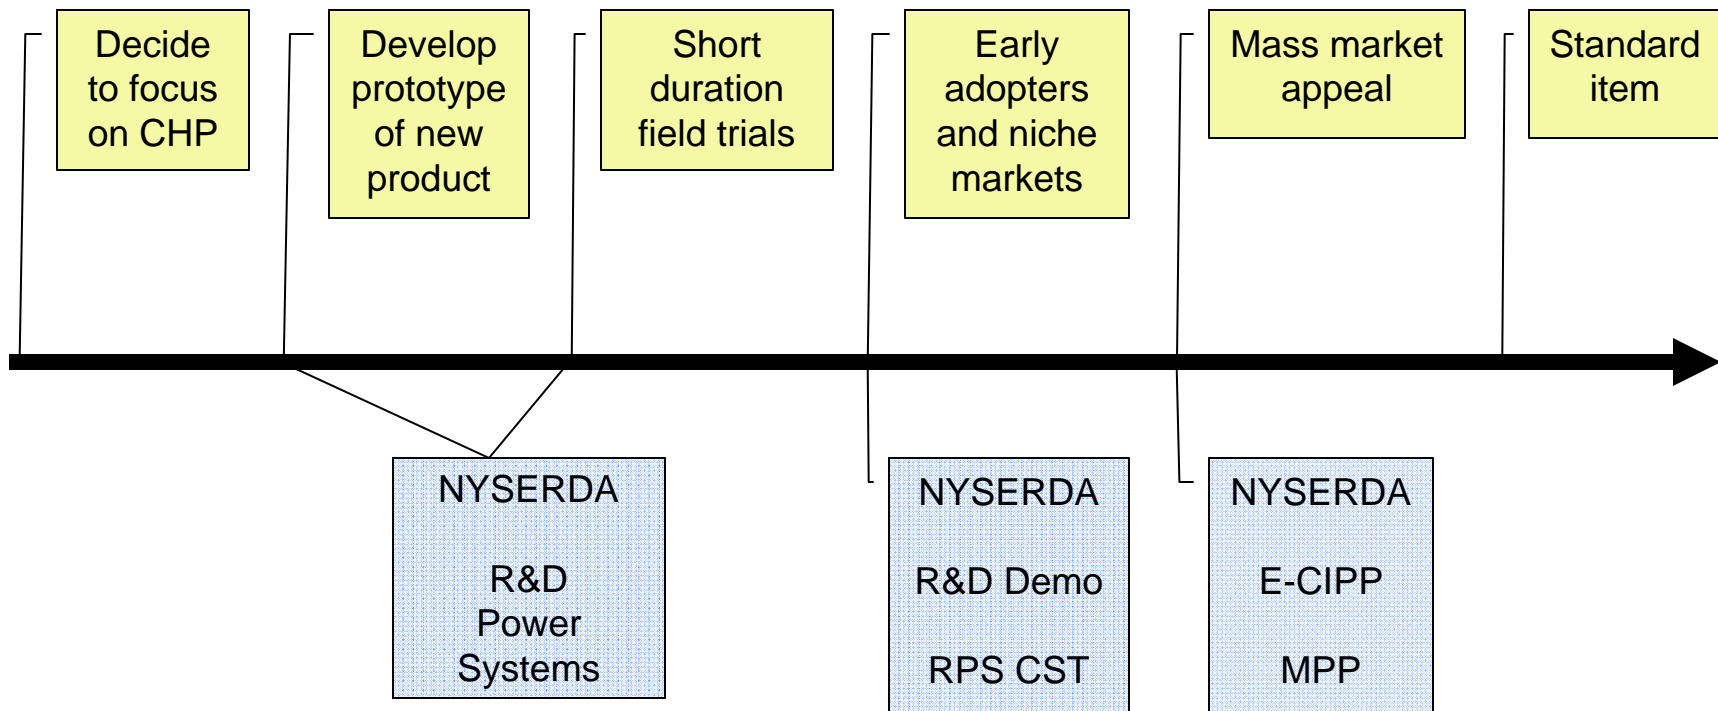 Decide
to focus
on CHP
Develop
prototype
of new
product
Short
duration
field trials
Early
adopters
and niche
markets
Mass market
appeal
Standard
item
NYSERDA
R&D
Power
Systems
NYSERDA
R&D Demo
RPS CST
NYSERDA
E-CIPP
MPP